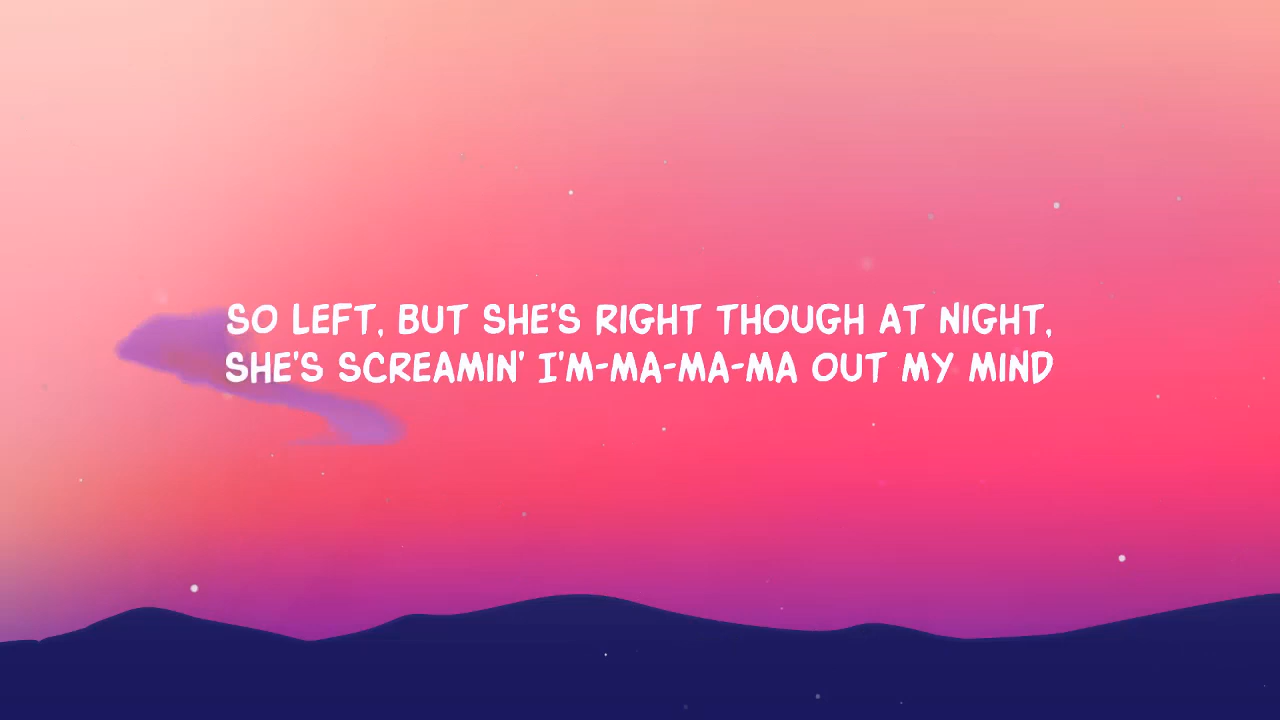 SO LEFT, BUT SHE'S RIGHT THOUGH AT NIGHT,
SHE'S SCREAMIN' I'M-MA-MA-MA OUT MY MIND